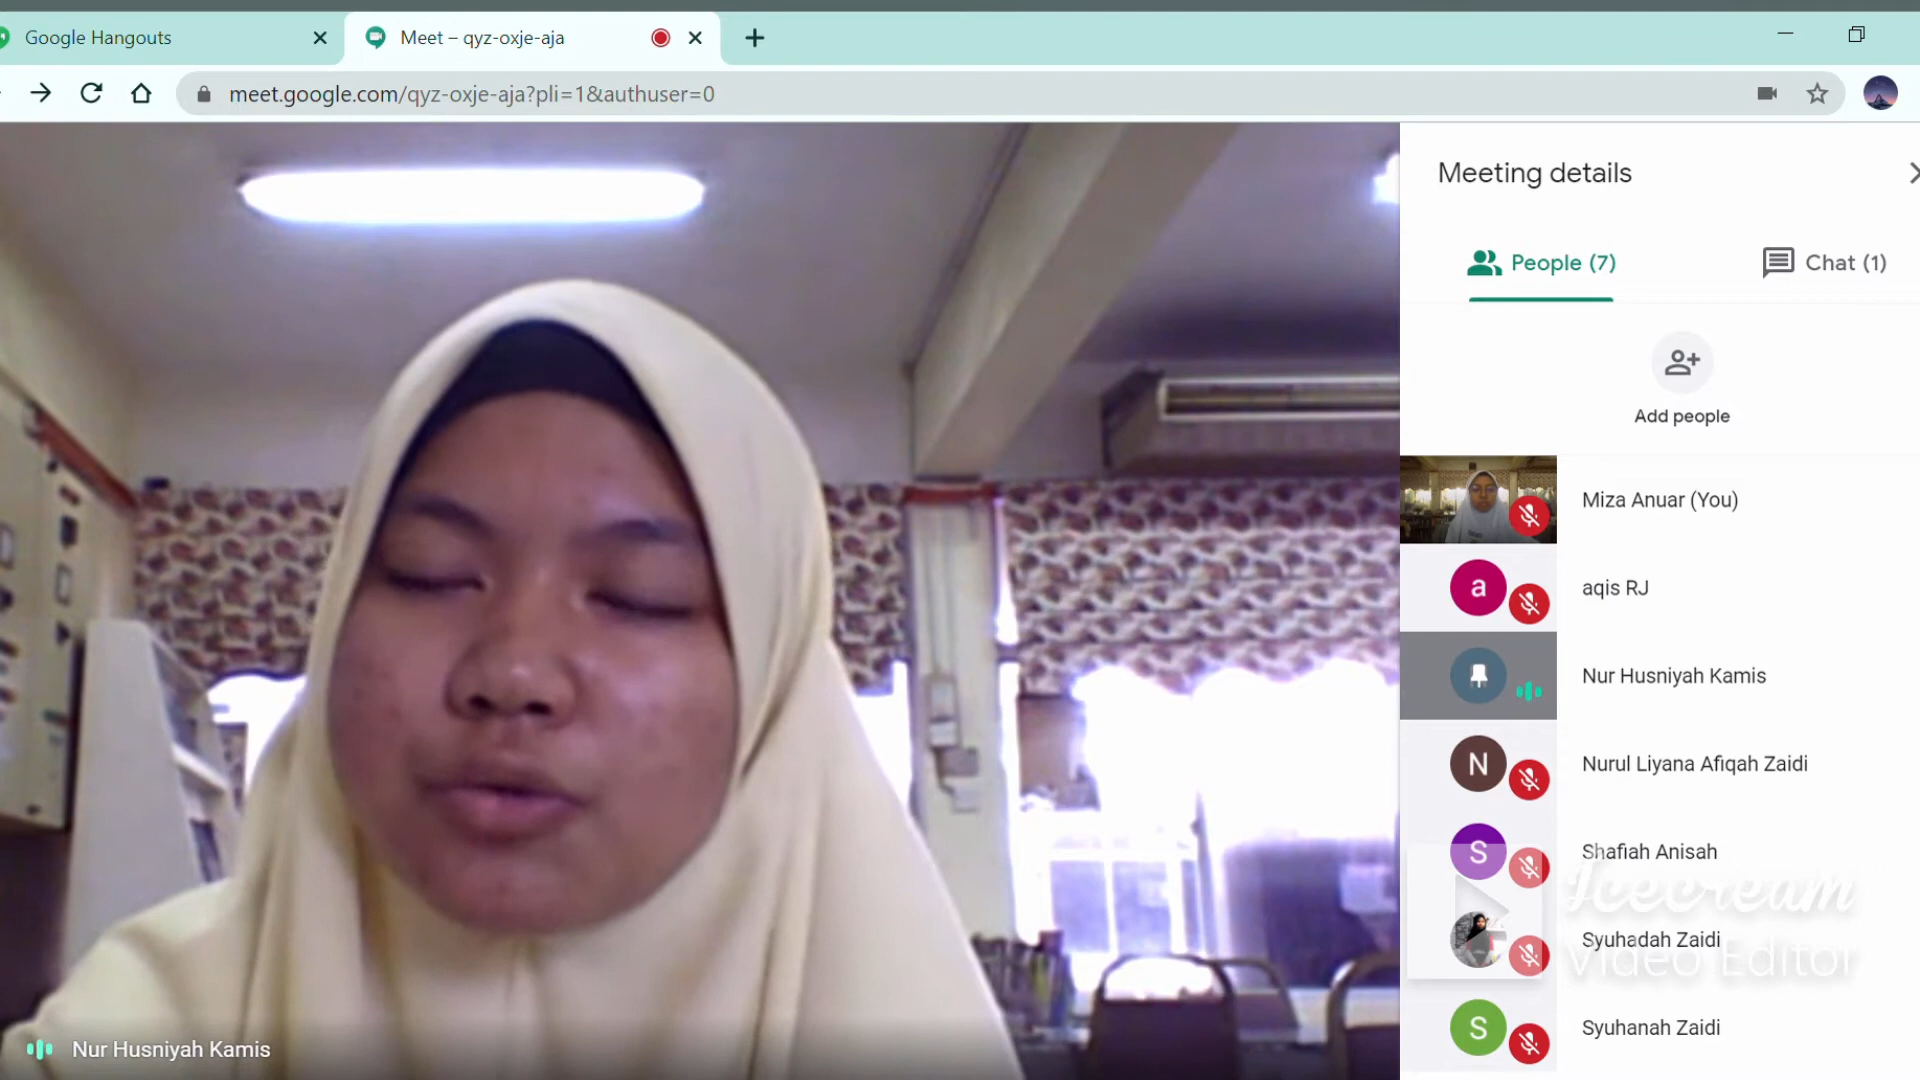 Google Hangouts
Meet – qyz-oxje-aja
meet.google.com/qyz-oxje-aja?pli=1&authuser=0
Meeting details
People (7)
Chat (1)
Add people
Miza Anuar (You)
a
aqis RJ
Nur Husniyah Kamis
N
Nurul Liyana Afiqah Zaidi
S
Shafiah Anisah
Icecream
Syuhadah Zaidi
Video Editor
S
Syuhanah Zaidi
Nur Husniyah Kamis